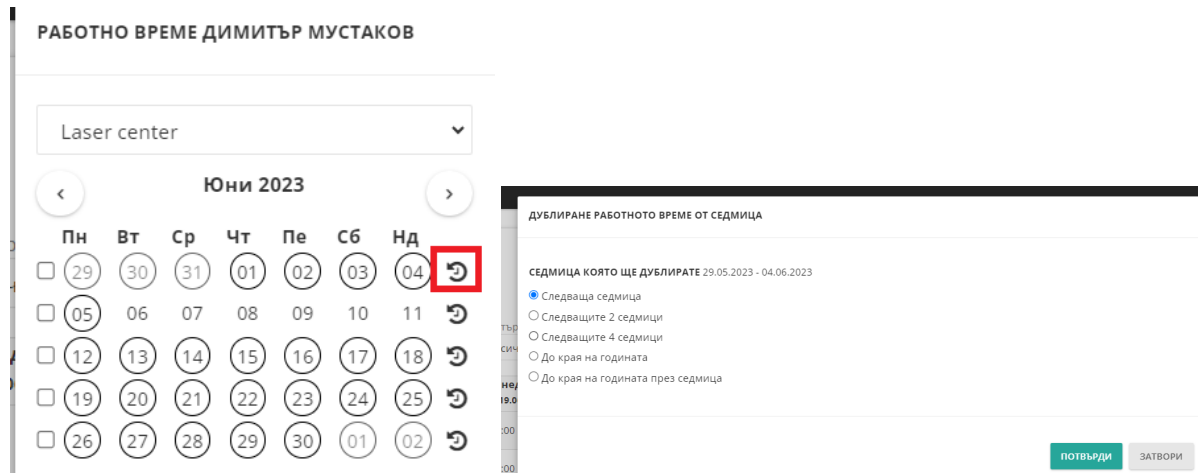 РАБОТНО ВРЕМЕ ДИМИТЪР МУСТАКОВ
Laser center
Юни 2023
Пн Вт Ср Чт Пе Сб Нд
29 30 31 01 02 03 04
05 06 07 08 09 10 11
12 13 14 15 16 17 18
19 20 21 22 23 24 25
26 27 28 29 30 01 02
ДУБЛИРАНЕ РАБОТНОТО ВРЕМЕ ОТ СЕДМИЦА
СЕДМИЦА КОЯТО ЩЕ ДУБЛИРАТЕ 29.05.2023 - 04.06.2023
Следваща седмица
Следващите 2 седмици
Следващите 4 седмици
До края на годината
До края на годината през седмица
ПОТВЪРДИ ЗАТВОРИ